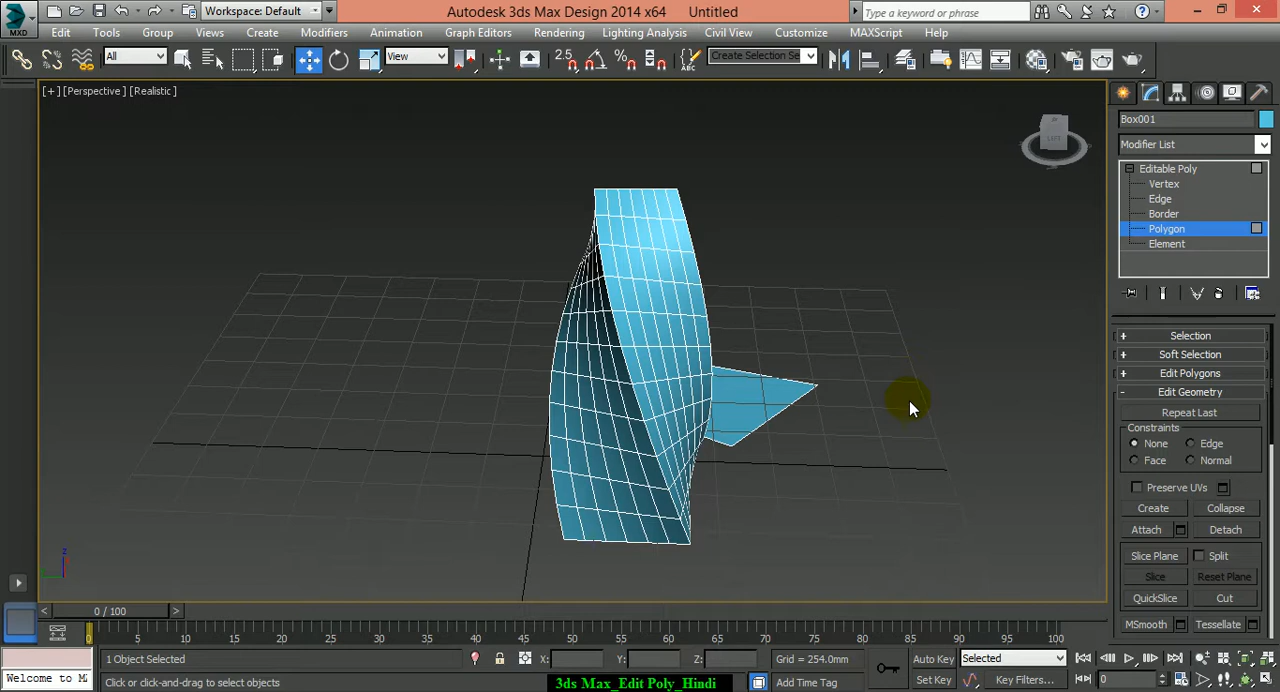 MXD
Workspace: Default
Autodesk 3ds Max Design 2014 x64 Untitled
Type a keyword or phrase
Edit Tools Group Views Create Modifiers Animation Graph Editors Rendering Lighting Analysis Civil View Customize MAXScript Help
All
View
2.5
Create Selection Se
[+] [Perspective ] [Realistic ]
Box001
Modifier List
Editable Poly
Vertex
Edge
Border
Polygon
Element
+ Selection
+ Soft Selection
+ Edit Polygons
- Edit Geometry
Repeat Last
Constraints
None Edge
Face Normal
Preserve UVs
Create Collapse
Attach Detach
Slice Plane Split
Slice Reset Plane
QuickSlice Cut
MSmooth Tessellate
z
< 0 / 100 >
0 5 10 15 20 25 30 35 40 45 50 55 60 65 70 75 80 85 90 95 100
1 Object Selected X: Y: Z: Grid = 254.0mm Auto Key Selected
Welcome to M
Click or click-and-drag to select objects
3ds Max_Edit Poly_Hindi
Add Time Tag Set Key Key Filters... 0